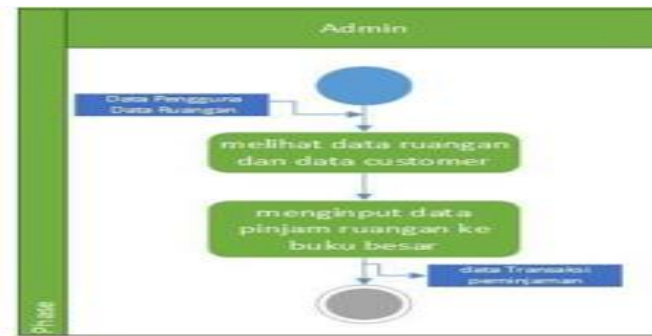 Admin
Data Pengguna
Data Ruangan
melihat data ruangan
dan data customer
menginput data
pinjam ruangan ke
buku besar
data Transaksi
peminjaman
Phase